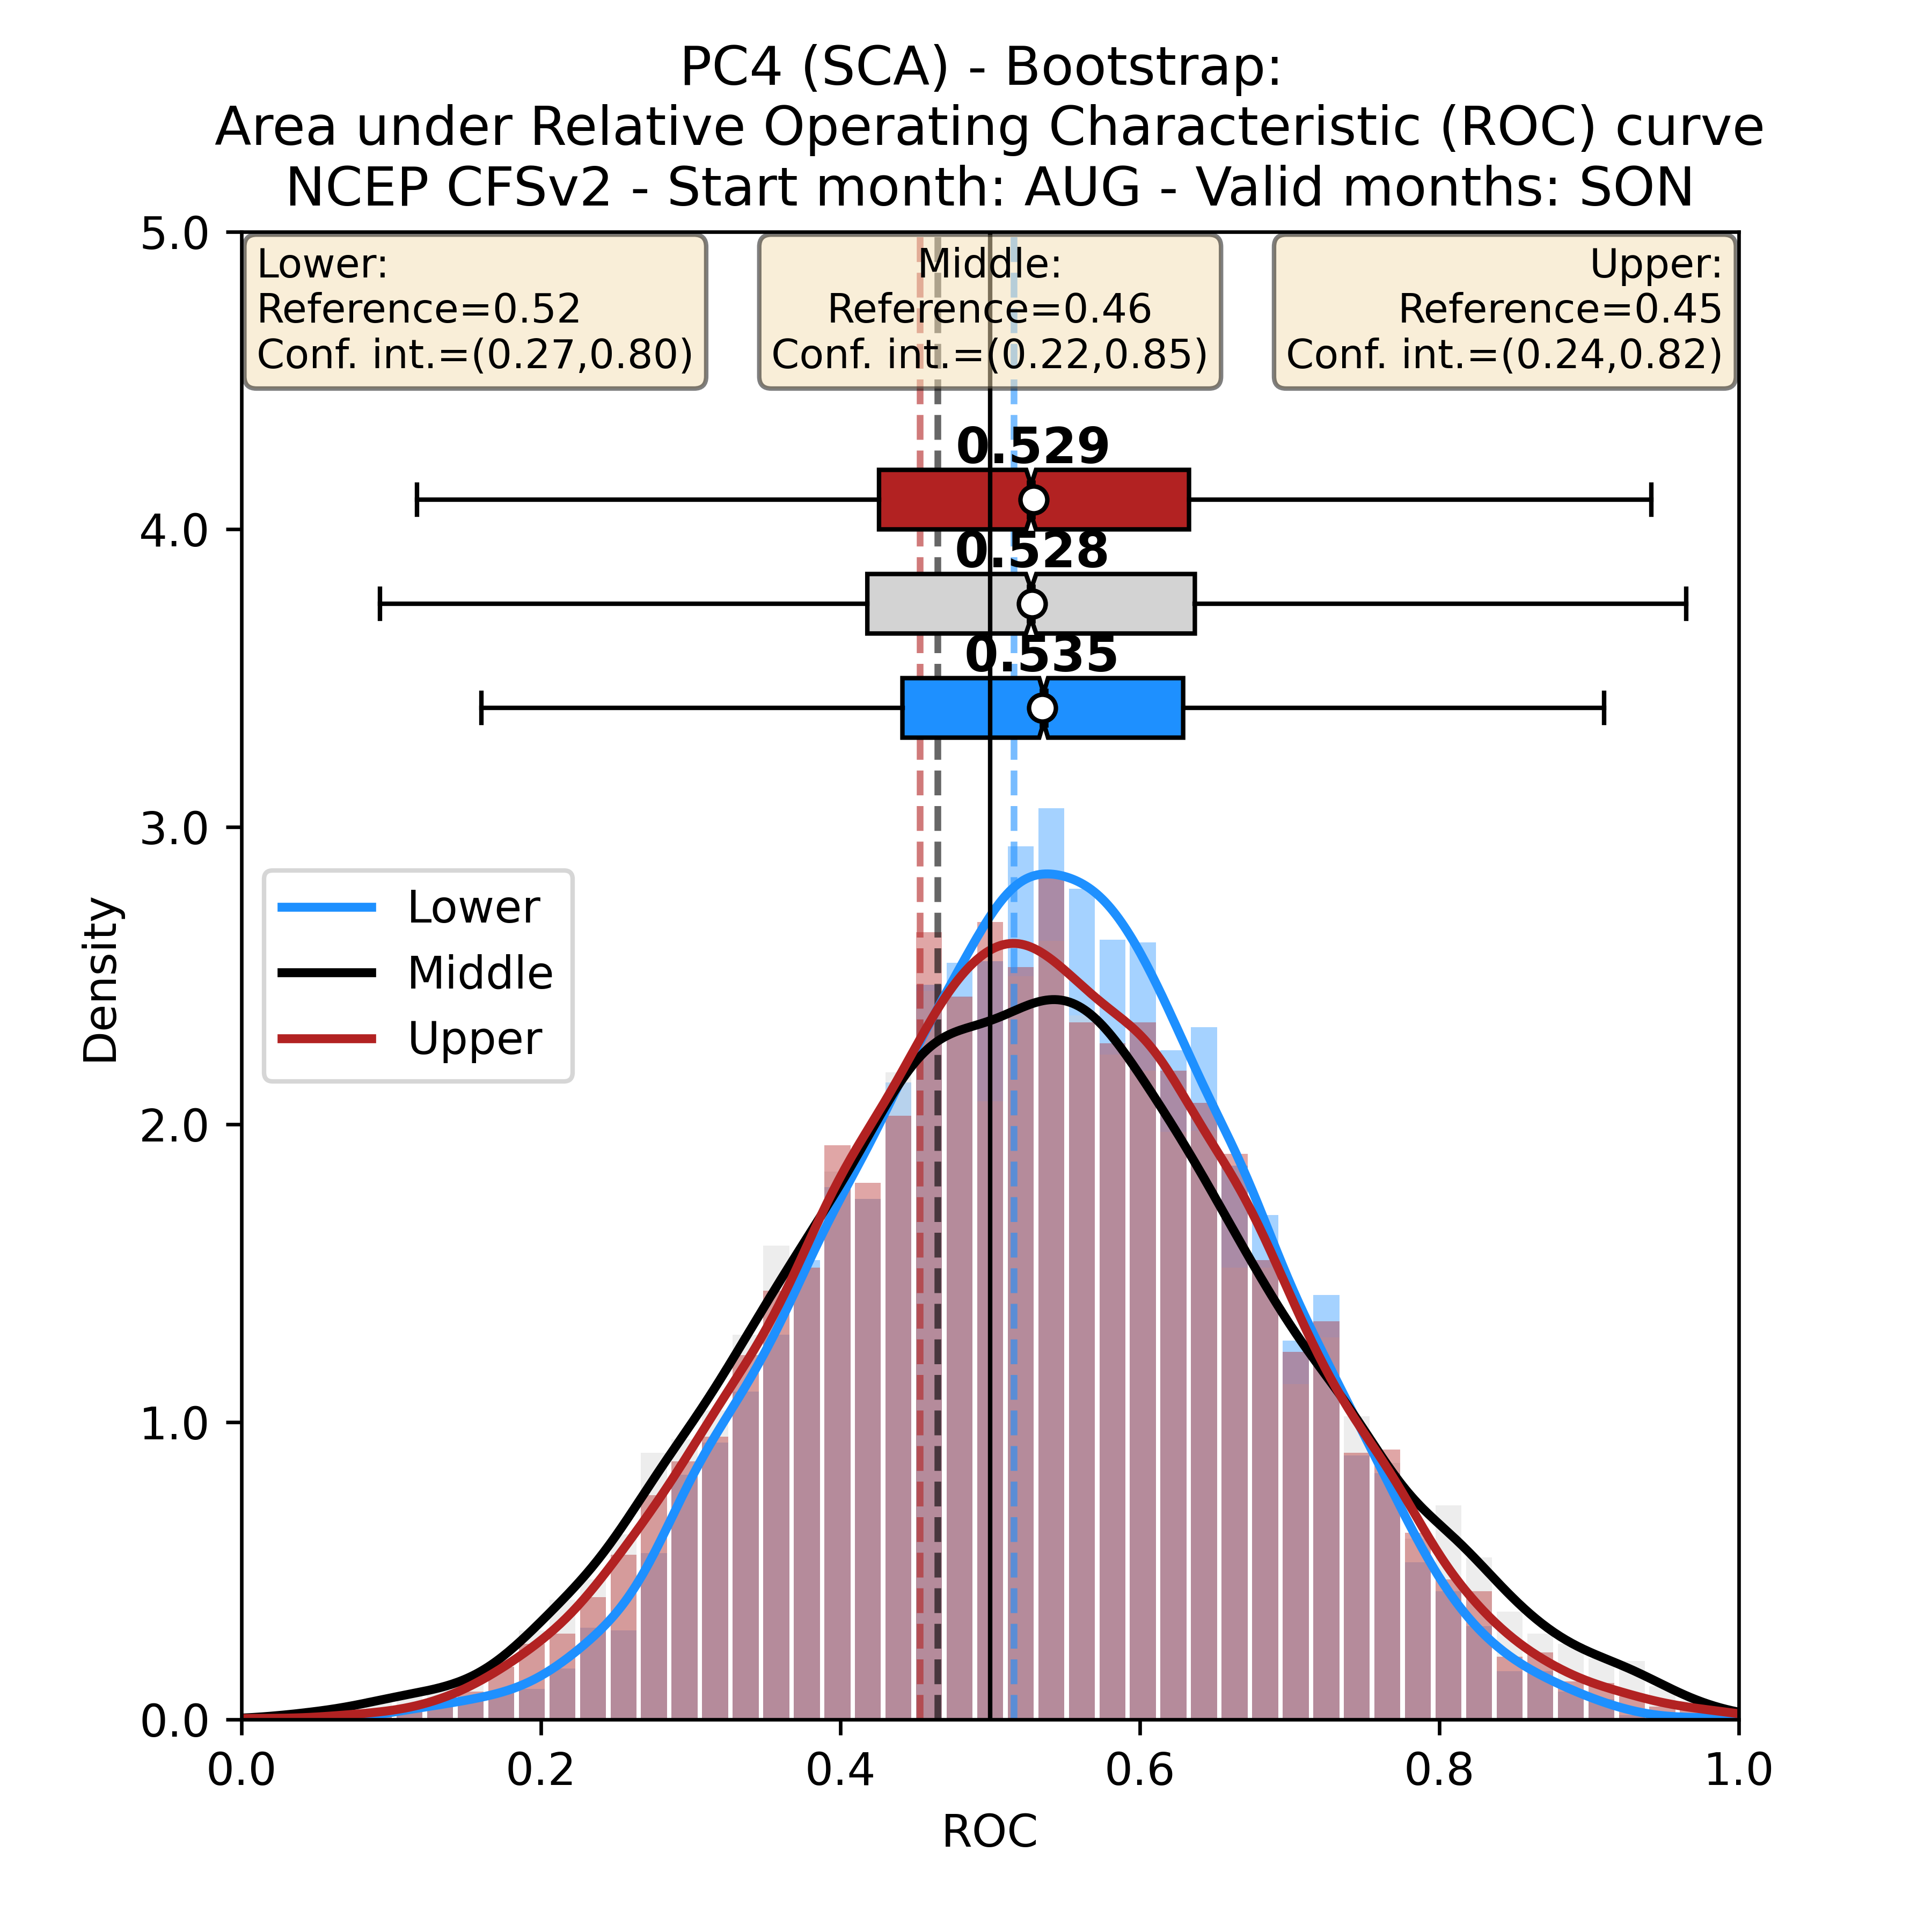 PC4 (SCA) - Bootstrap:
Area under Relative Operating Characteristic (ROC) curve
NCEP CFSv2 - Start month: AUG - Valid months: SON
Lower:
Reference=0.52
Conf. int.=(0.27,0.80)
Middle:
Reference=0.46
Conf. int.=(0.22,0.85)
Upper:
Reference=0.45
Conf. int.=(0.24,0.82)
0.529
0.528
0.535
5.0
4.0
3.0
2.0
1.0
0.0
Density
Lower
Middle
Upper
0.0
0.2
0.4
0.6
0.8
1.0
ROC